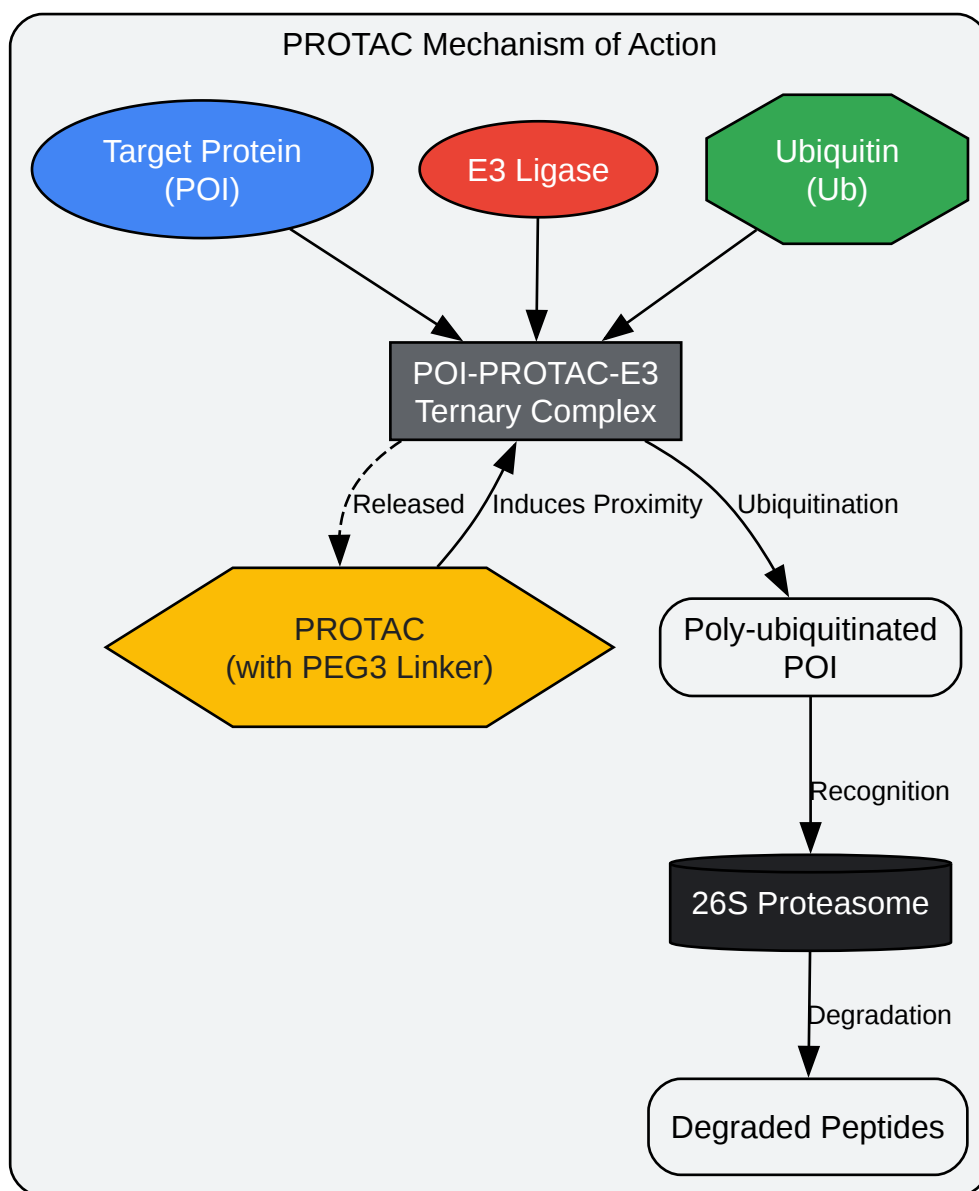 PROTAC Mechanism of Action
Target Protein
(POI)
E3 Ligase
Ubiquitin
(Ub)
POI-PROTAC-E3
Ternary Complex
Released
Induces Proximity
Ubiquitination
PROTAC
(with PEG3 Linker)
Poly-ubiquitinated
POI
Recognition
26S Proteasome
Degradation
Degraded Peptides